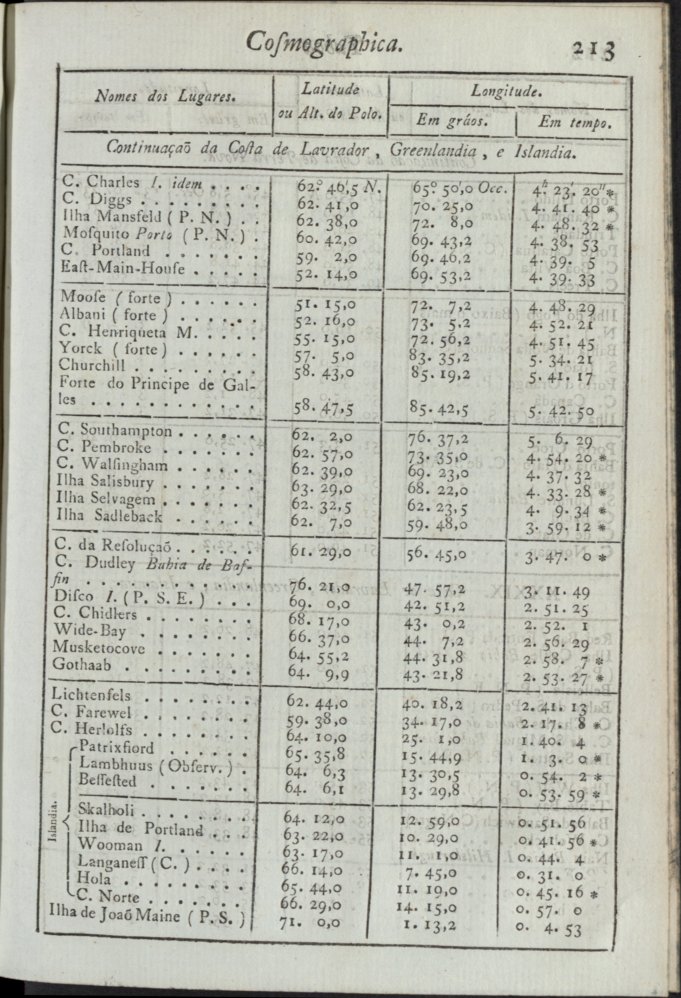 Coſmographica. 213
Nomes dos Lugares. Latitude ou Alt. do Polo. Longitude.
Em gráos. Em tempo.
Continuaçaõ da Coſta de Lavrador, Greenlandia, e Islandia.
C. Charles I. idem . . . . 62.º 46,5 N. 65º 50,0 Occ. 4.h 23.' 20"*
C. Diggs . . . . . . . 62. 41,0 70. 25,0 4. 41. 40 *
Ilha Mansfeld ( P. N. ) . . 62. 38,0 72. 8,0 4. 48. 32 *
Moſquito Porto ( P. N. ) . 60. 42,0 69. 43,2 4. 38. 53
C. Portland . . . . . . 59. 2,0 69. 46,2 4. 39. 5
Eaſt-Main-Houſe . . . . . 52. 14,0 69. 53,2 4. 39. 33
Mooſe ( forte ) . . . . . . 51. 15,0 72. 7,2 4. 48. 29
Albani ( forte ) . . . . . . 52. 16,0 73. 5,2 4. 52. 21
C. Henriqueta M. . . . . 55. 15,0 72. 56,2 4. 51. 45
Yorck ( forte ) . . . . . . 57. 5,0 83. 35,2 5. 34. 21
Churchill . . . . . . . . 58. 43,0 85. 19,2 5. 41. 17
Forte do Principe de Gal-
les . . . . . . . . . . 58. 47,5 85. 42,5 5. 42. 50
C. Southampton . . . . . 62. 2,0 76. 37,2 5. 6. 29
C. Pembroke . . . . . . 62. 57,0 73. 35,0 4. 54. 20 *
C. Walſingham . . . . . 62. 39,0 69. 23,0 4. 37. 32
Ilha Salisbury . . . . . . 63. 29,0 68. 22,0 4. 33. 28 *
Ilha Selvagem . . . . . . 62. 32,5 62. 23,5 4. 9. 34 *
Ilha Sadleback . . . . . 62. 7,0 59. 48,0 3. 59. 12 *
C. da Reſoluçaõ . . . . . 61. 29,0 56. 45,0 3. 47. 0 *
C. Dudley Bahia de Baf-
fin . . . . . . . . . . 76. 21,0 47. 57,2 3. 11. 49
Diſco I. ( P. S. E. ) . . . 69. 0,0 42. 51,2 2. 51. 25
C. Chidlers . . . . . . . 68. 17,0 43. 0,2 2. 52. 1
Wide-Bay . . . . . . . 66. 37,0 44. 7,2 2. 56. 29
Musketocove . . . . . . 64. 55,2 44. 31,8 2. 58. 7 *
Gothaab . . . . . . . . 64. 9,9 43. 21,8 2. 53. 27 *
Lichtenfels . . . . . . . 62. 44,0 40. 18,2 2. 41. 13
C. Farewel . . . . . . . 59. 38,0 34. 17,0 2. 17. 8 *
C. Herlolfs . . . . . . . 64. 10,0 25. 1,0 1. 40. 4
Patrixfiord . . . . . . 65. 35,8 15. 44,9 1. 3. 0 *
Lambhuus ( Obſerv. ) . 64. 6,3 13. 30,5 0. 54. 2 *
Beſſeſted . . . . . . . 64. 6,1 13. 29,8 0. 53. 59 *
Islandia.
Skalholi . . . . . . . 64. 12,0 12. 59,0 0. 51. 56
Ilha de Portland . . . 63. 22,0 10. 29,0 0. 41. 56 *
Wooman I. . . . . . 63. 17,0 11. 1,0 0. 44. 4
Langaneſſ ( C. ) . . . . 66. 14,0 7. 45,0 0. 31. 0
Hola . . . . . . . . 65. 44,0 11. 19,0 0. 45. 16 *
C. Norte . . . . . . . 66. 29,0 14. 15,0 0. 57. 0
Ilha de Joaõ Maine ( P. S. ) 71. 0,0 1. 13,2 0. 4. 53